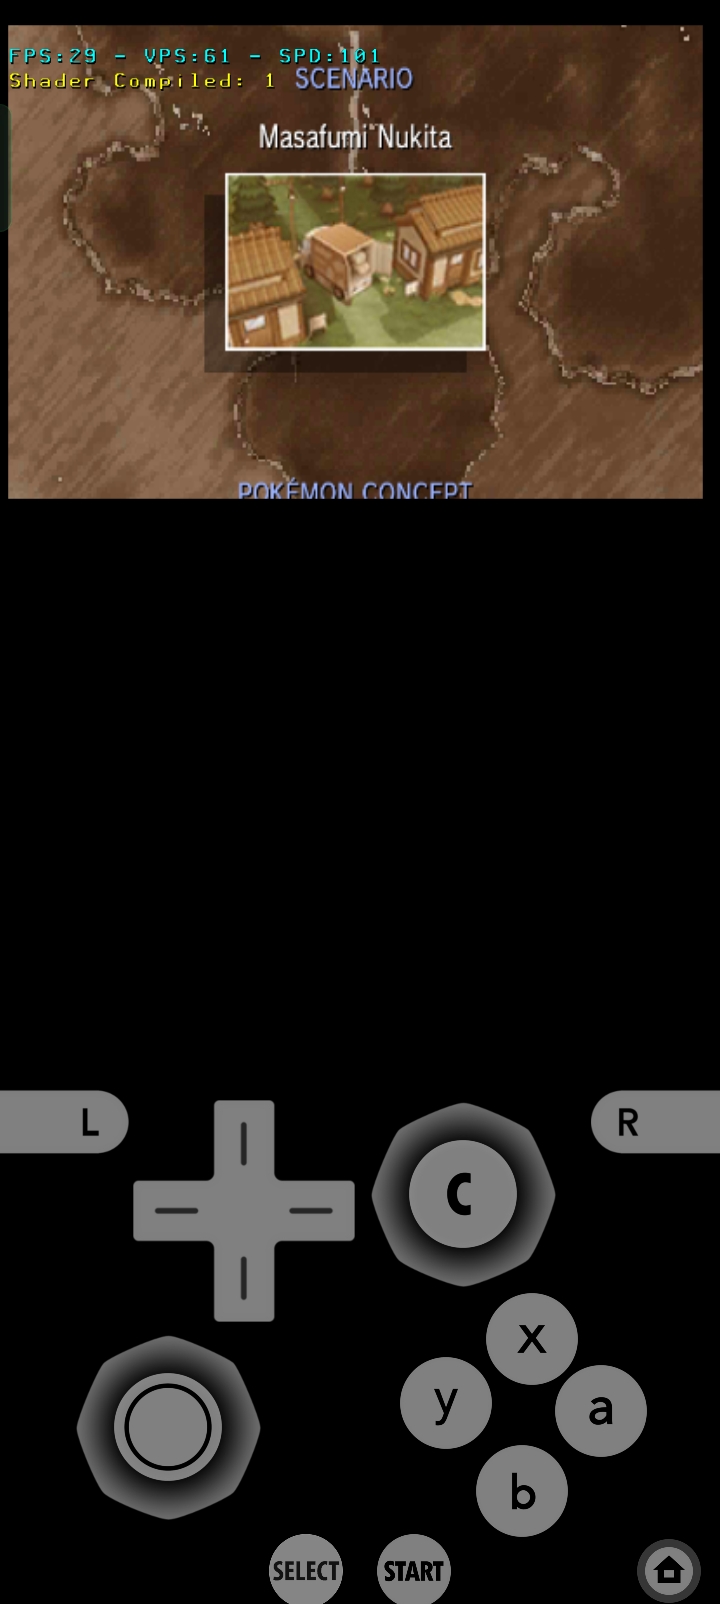 FPS:29 - VPS:61 - SPD:101
Shader Compiled: 1
SCENARIO
Masafumi Nukita
POKÉMON CONCEPT
L
R
C
x
y
a
b
SELECT
START